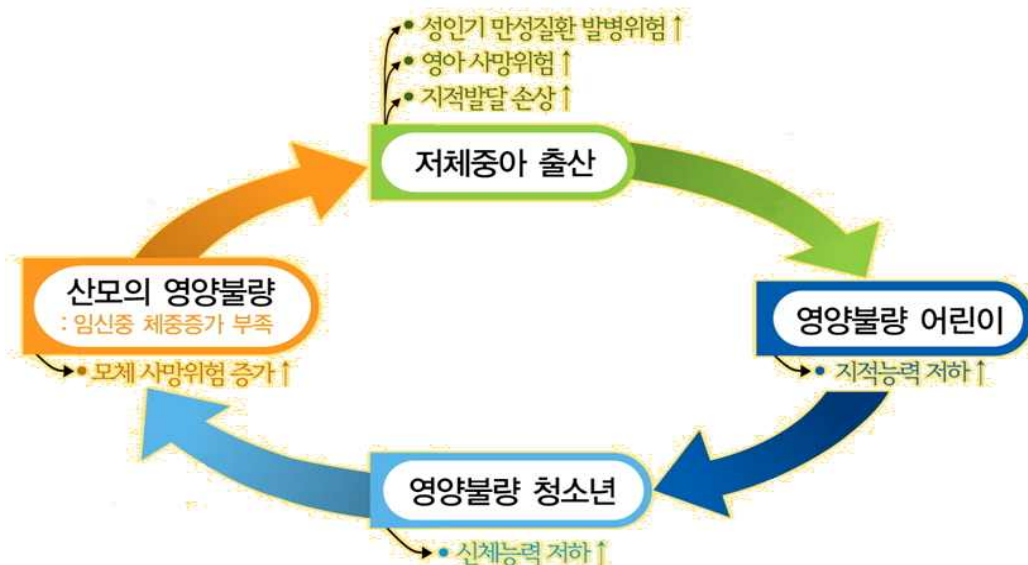 • 성인기 만성질환 발병위험↑
• 영아 사망위험↑
• 지적발달 손상↑
저체중아 출산
산모의 영양불량
: 임신중 체중증가 부족
• 모체 사망위험 증가↑
영양불량 어린이
• 지적능력 저하↑
영양불량 청소년
• 신체능력 저하↑